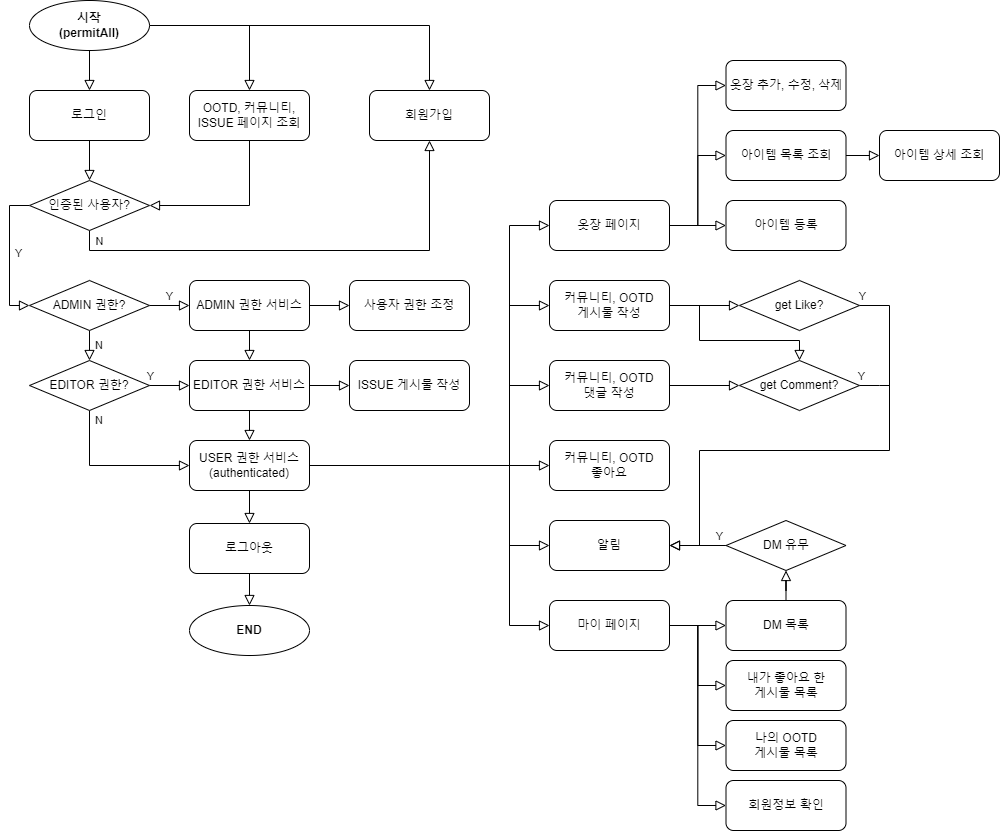 시작
(permitAll)
로그인
OOTD, 커뮤니티,
ISSUE 페이지 조회
회원가입
인증된 사용자?
N
Y
ADMIN 권한?
Y
ADMIN 권한 서비스
사용자 권한 조정
N
EDITOR 권한?
Y
EDITOR 권한 서비스
ISSUE 게시물 작성
N
USER 권한 서비스
(authenticated)
로그아웃
END
옷장 페이지
옷장 추가, 수정, 삭제
아이템 목록 조회
아이템 상세 조회
아이템 등록
커뮤니티, OOTD
게시물 작성
get Like?
Y
커뮤니티, OOTD
댓글 작성
get Comment?
Y
커뮤니티, OOTD
좋아요
알림
Y
DM 유무
마이 페이지
DM 목록
내가 좋아요 한
게시물 목록
나의 OOTD
게시물 목록
회원정보 확인